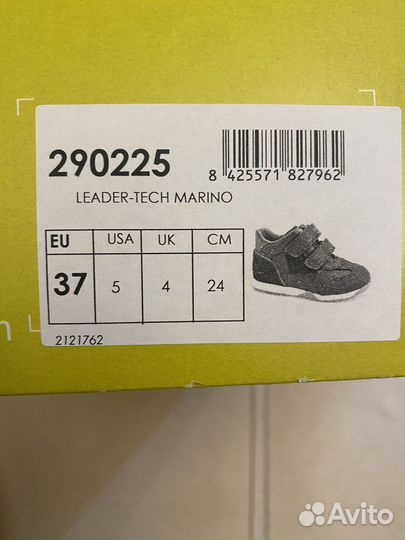 290225
LEADER-TECH MARINO
8 425571 827962
EU USA UK CM
37 5 4 24
2121762
Avito